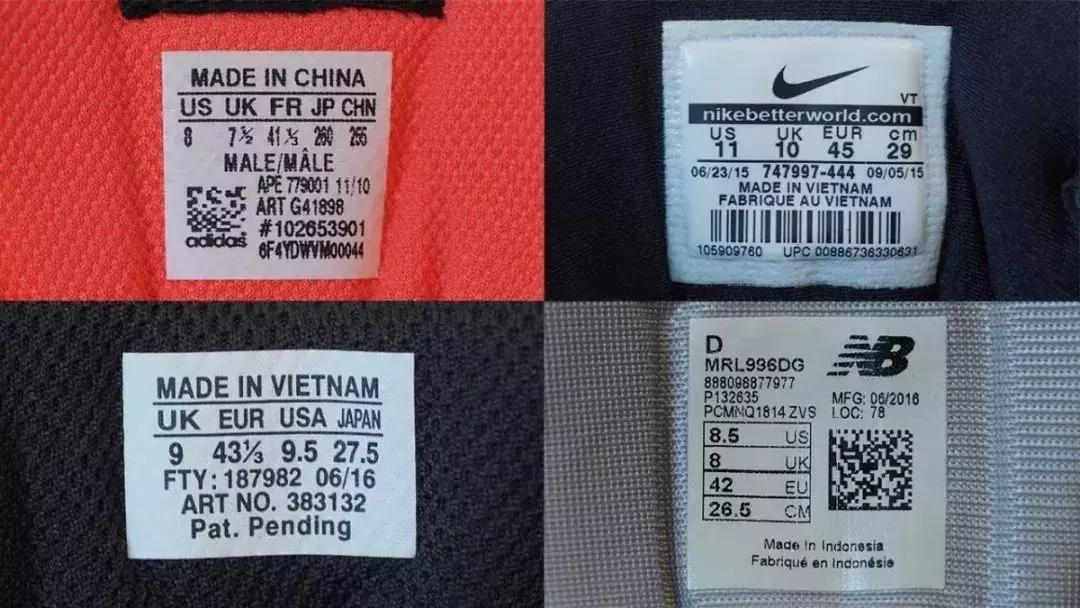 MADE IN CHINA
US UK FR JP CHN
8 7½ 41⅓ 260 255
MALE/MÂLE
APE 779001 11/10
ART G41898
#102653901
adidas
6F4YDWVM00044
VT
nikebetterworld.com
US UK EUR cm
11 10 45 29
06/23/15 747997-444 09/05/15
MADE IN VIETNAM
FABRIQUE AU VIETNAM
105909760 UPC 00886736330631
MADE IN VIETNAM
UK EUR USA JAPAN
9 43⅓ 9.5 27.5
FTY: 187982 06/16
ART NO. 383132
Pat. Pending
D
NB
MRL996DG
888098877977
P132635 MFG: 06/2016
PCMNQ1814 ZVS LOC: 78
8.5 US
8 UK
42 EU
26.5 CM
Made in Indonesia
Fabriqué en Indonésie